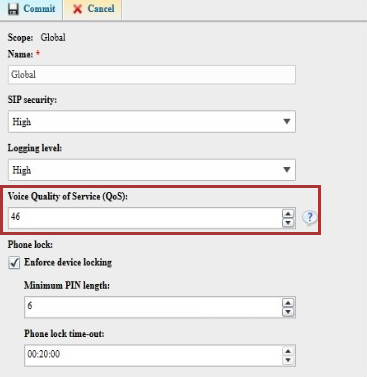 Commit Cancel
Scope: Global
Name: *
Global
SIP security:
High
Logging level:
High
Voice Quality of Service (QoS):
46
?
Phone lock:
Enforce device locking
Minimum PIN length:
6
Phone lock time-out:
00:20:00